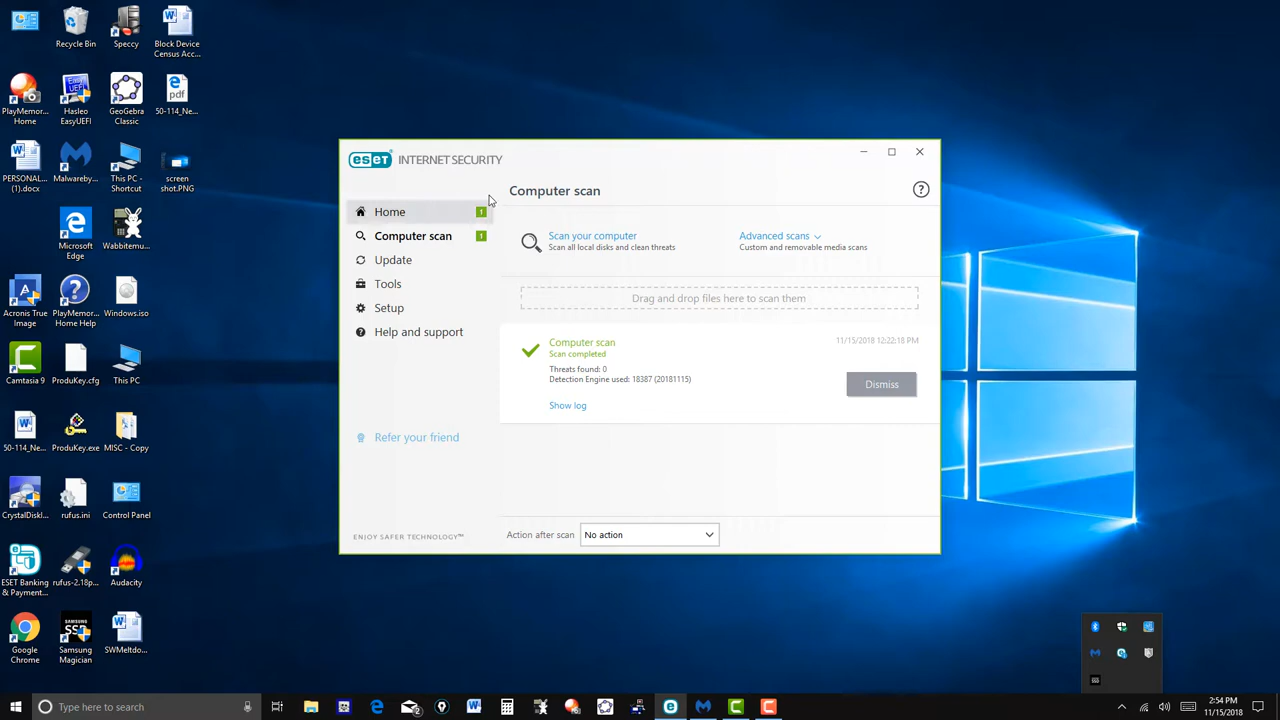 Recycle Bin
Speccy
Block Device
Census Acc...
PlayMemor...
Home
Hasleo
EasyUEFI
GeoGebra
Classic
pdf
50-114_Ne...
PERSONAL...
(1).docx
Malwareby...
This PC -
Shortcut
screen
shot.PNG
Microsoft
Edge
Wabbitemu...
Acronis True
Image
PlayMemor...
Home Help
Windows.iso
Camtasia 9
ProduKey.cfg
This PC
50-114_Ne...
ProduKey.exe
MISC - Copy
CrystalDiskI...
rufus.ini
Control Panel
ESET Banking
& Payment...
rufus-2.18p...
Audacity
Google
Chrome
SAMSUNG
SSD
Samsung
Magician
SWMeltdo...
eset INTERNET SECURITY
Home
1
Computer scan
1
Update
Tools
Setup
Help and support
Refer your friend
ENJOY SAFER TECHNOLOGY™
Computer scan
?
Scan your computer
Scan all local disks and clean threats
Advanced scans
Custom and removable media scans
Drag and drop files here to scan them
Computer scan
Scan completed
11/15/2018 12:22:18 PM
Threats found: 0
Detection Engine used: 18387 (20181115)
Dismiss
Show log
Action after scan
No action
Type here to search
2:54 PM
11/15/2018